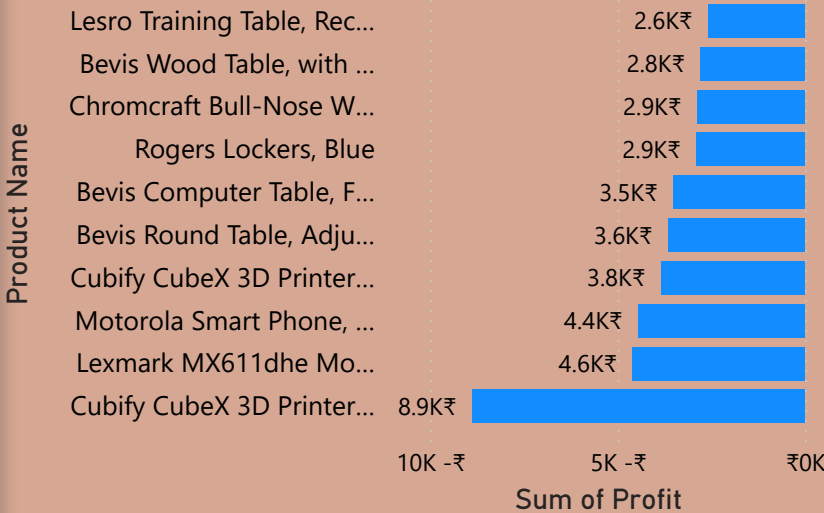 Product Name
Lesro Training Table, Rec... 2.6K₹
Bevis Wood Table, with ... 2.8K₹
Chromcraft Bull-Nose W... 2.9K₹
Rogers Lockers, Blue 2.9K₹
Bevis Computer Table, F... 3.5K₹
Bevis Round Table, Adju... 3.6K₹
Cubify CubeX 3D Printer... 3.8K₹
Motorola Smart Phone, ... 4.4K₹
Lexmark MX611dhe Mo... 4.6K₹
Cubify CubeX 3D Printer... 8.9K₹
10K -₹ 5K -₹ ₹0K
Sum of Profit